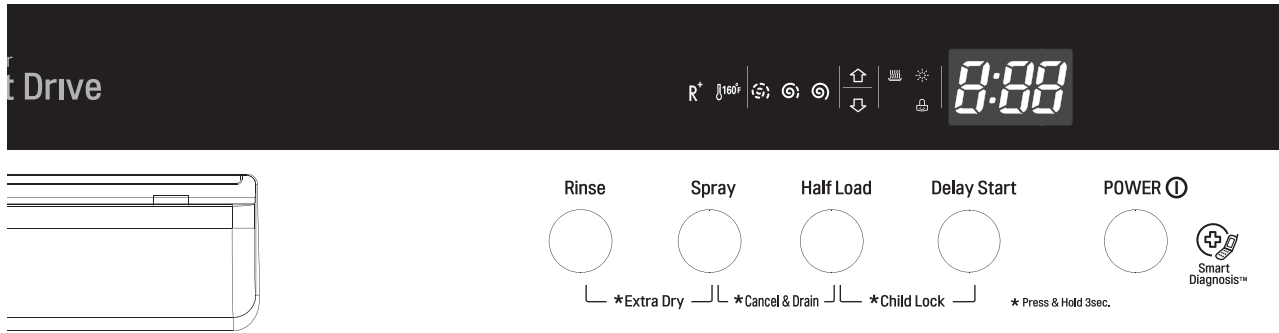 t Drive
R+ 160°F 8:88
Rinse Spray Half Load Delay Start POWER
*Extra Dry *Cancel & Drain *Child Lock * Press & Hold 3sec.
Smart
Diagnosis™